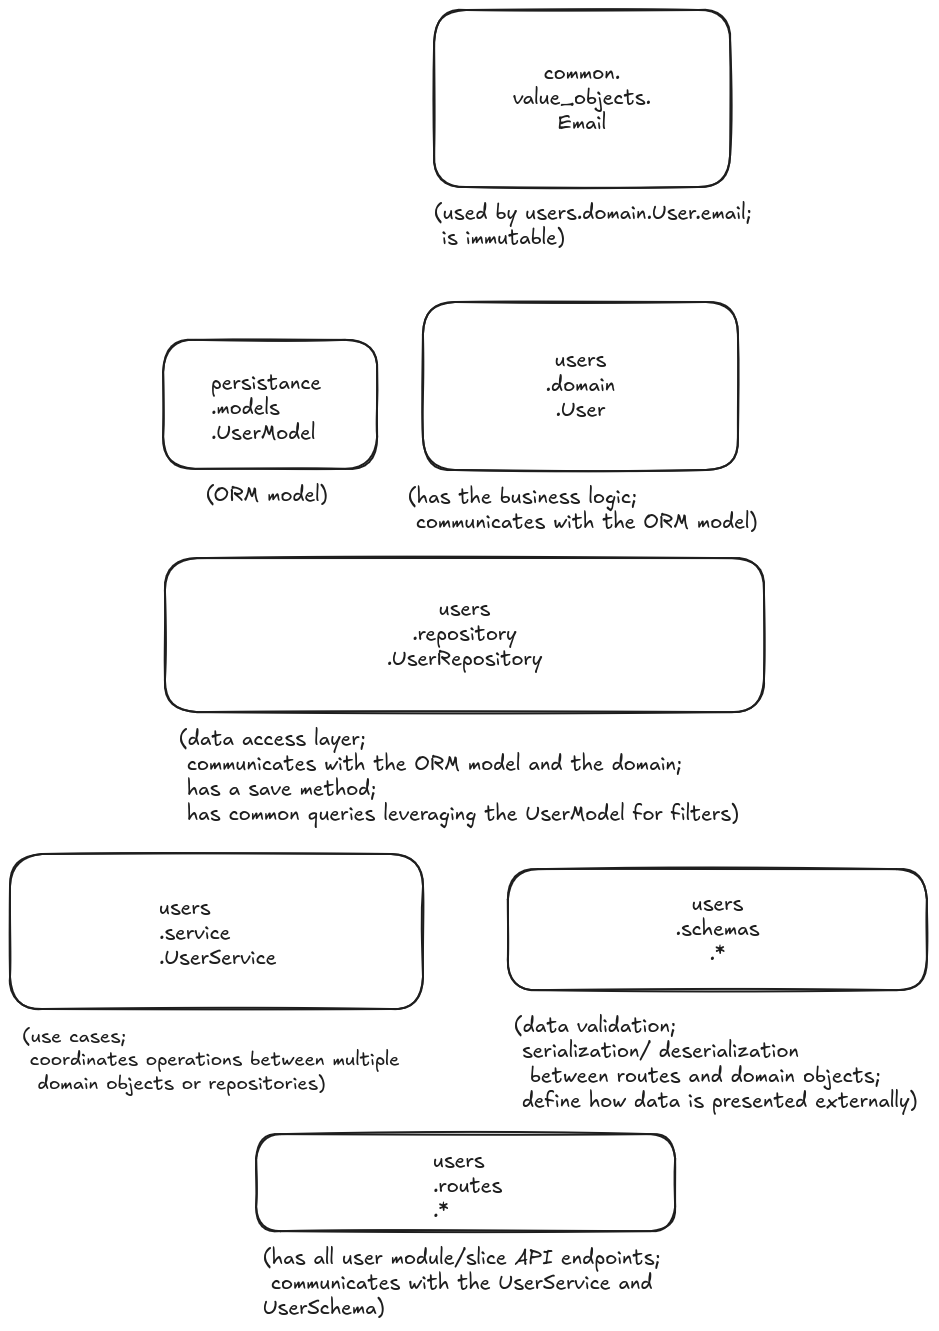 common.
value_objects.
Email
(used by users.domain.User.email;
is immutable)
persistance
.models
.UserModel
(ORM model)
users
.domain
.User
(has the business logic;
communicates with the ORM model)
users
.repository
.UserRepository
(data access layer;
communicates with the ORM model and the domain;
has a save method;
has common queries leveraging the UserModel for filters)
users
.service
.UserService
(use cases;
coordinates operations between multiple
domain objects or repositories)
users
.schemas
.*
(data validation;
serialization/ deserialization
between routes and domain objects;
define how data is presented externally)
users
.routes
.*
(has all user module/slice API endpoints;
communicates with the UserService and
UserSchema)